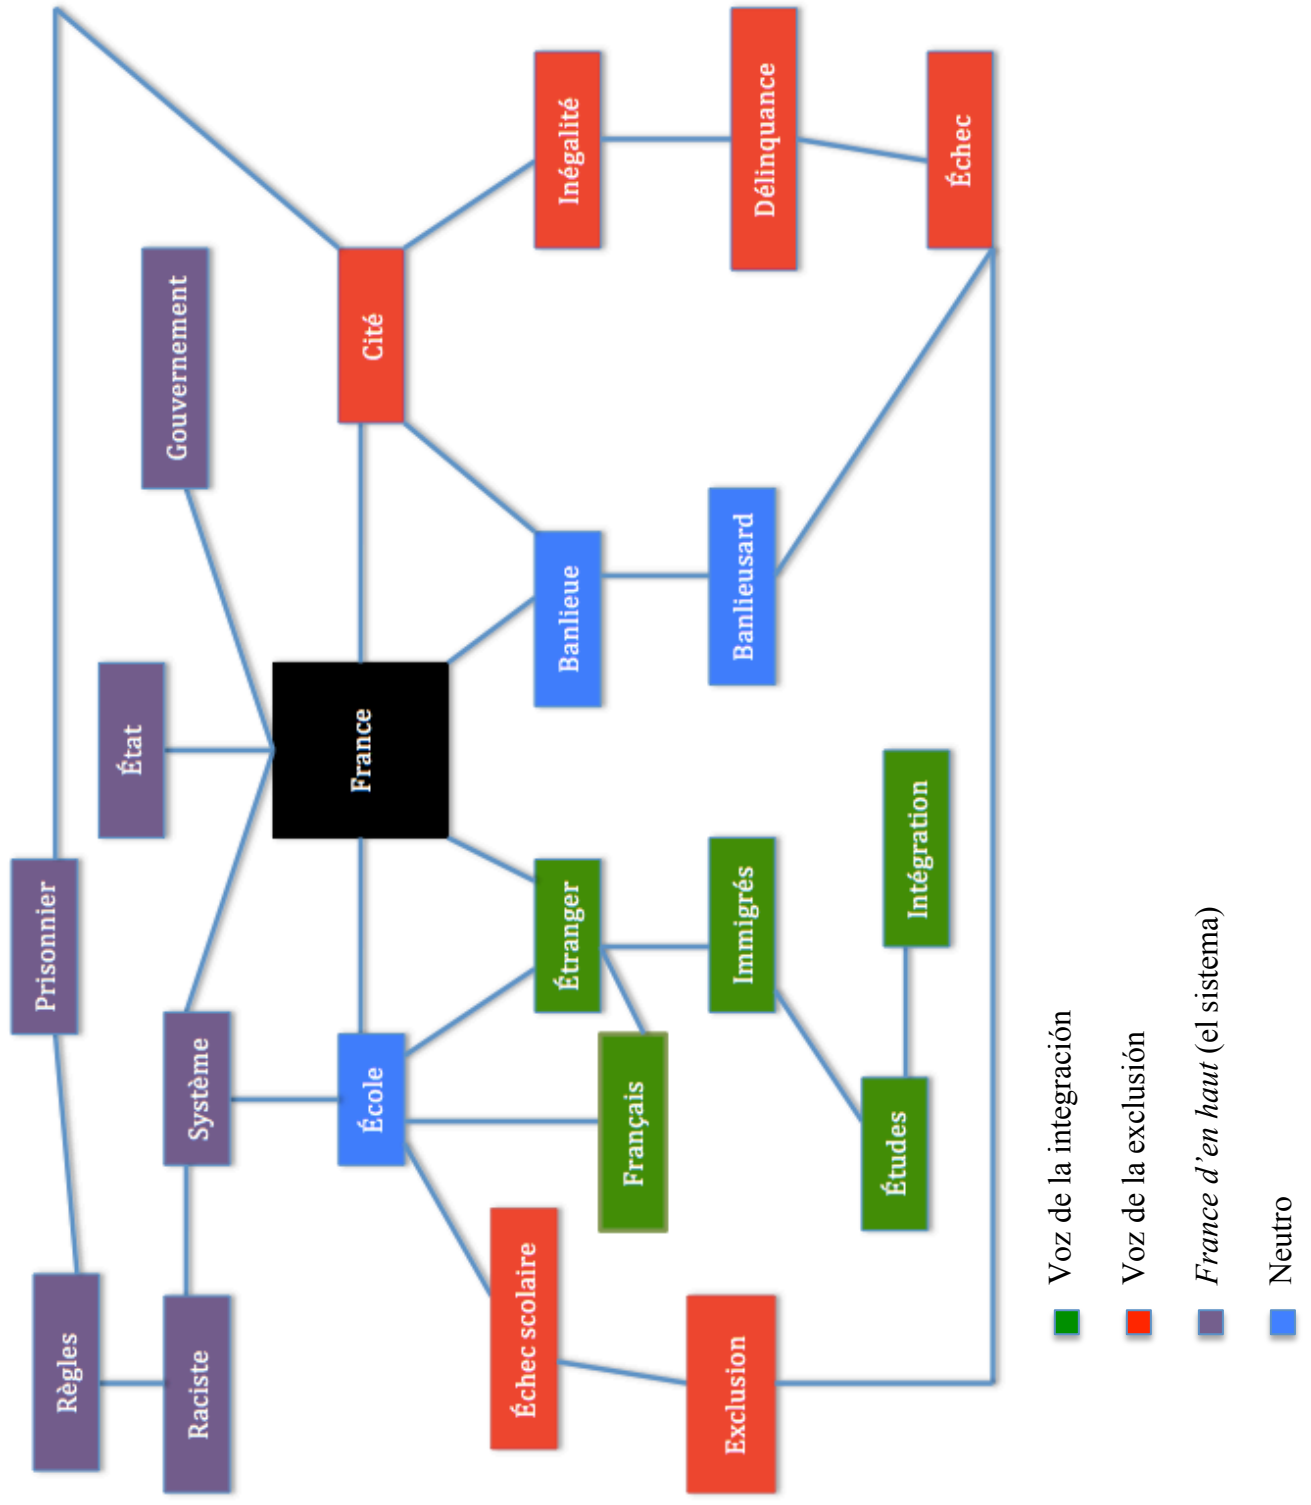 Règles
Prisonnier
Raciste
Système
État
Gouvernement
École
France
Cité
Échec scolaire
Français
Étranger
Banlieue
Inégalité
Exclusion
Immigrés
Banlieusard
Délinquance
Études
Intégration
Échec
Voz de la integración
Voz de la exclusión
France d’en haut (el sistema)
Neutro